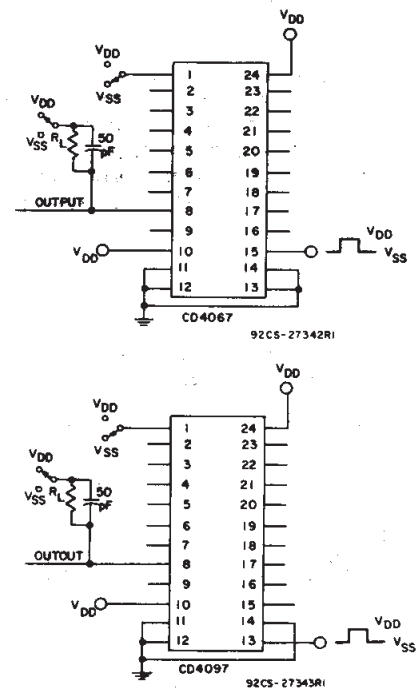 VDD
VDD
VSS
VDD
VSS
RL
50
pF
OUTPUT
VDD
1
2
3
4
5
6
7
8
9
10
11
12
24
23
22
21
20
19
18
17
16
15
14
13
VDD
VSS
CD4067
92CS-27342R1
VDD
VDD
VSS
VDD
VSS
RL
50
pF
OUTOUT
VDD
1
2
3
4
5
6
7
8
9
10
11
12
24
23
22
21
20
19
18
17
16
15
14
13
VDD
VSS
CD4097
92CS-27343R1